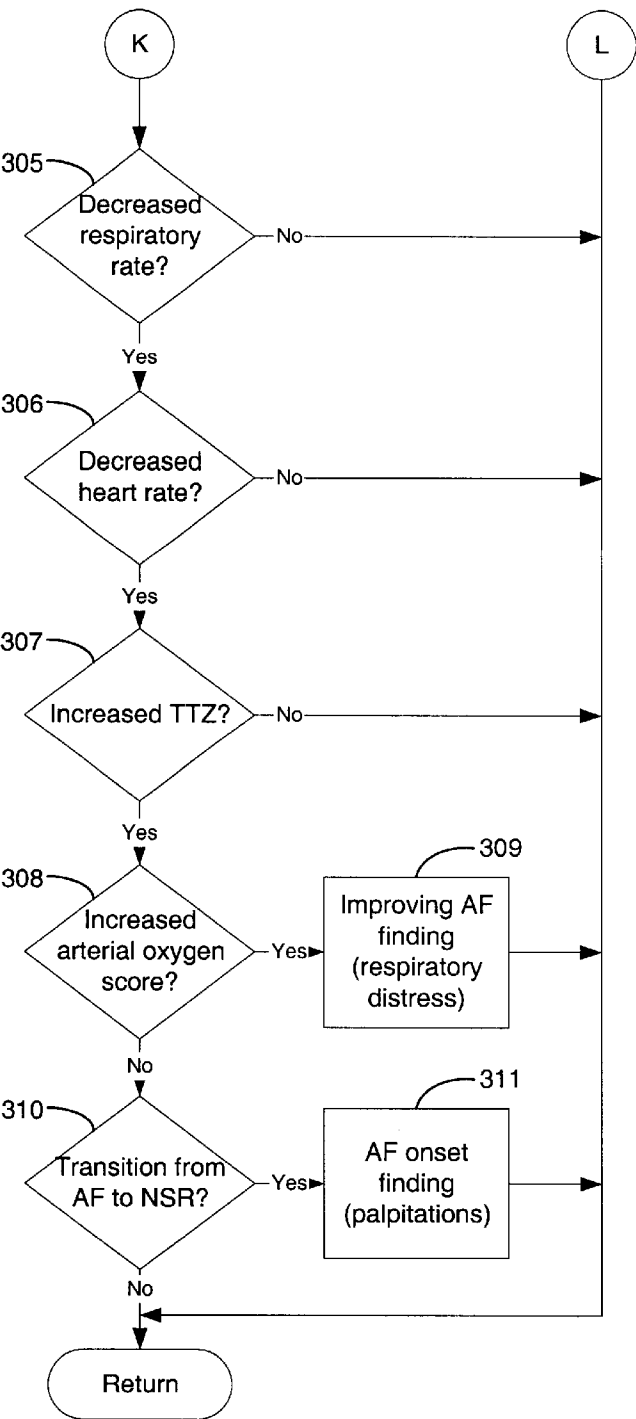 K
L
305
Decreased
respiratory
rate?
No
Yes
306
Decreased
heart rate?
No
Yes
307
Increased TTZ?
No
Yes
308
Increased
arterial oxygen
score?
Yes
309
Improving AF
finding
(respiratory
distress)
No
310
Transition from
AF to NSR?
Yes
311
AF onset
finding
(palpitations)
No
Return